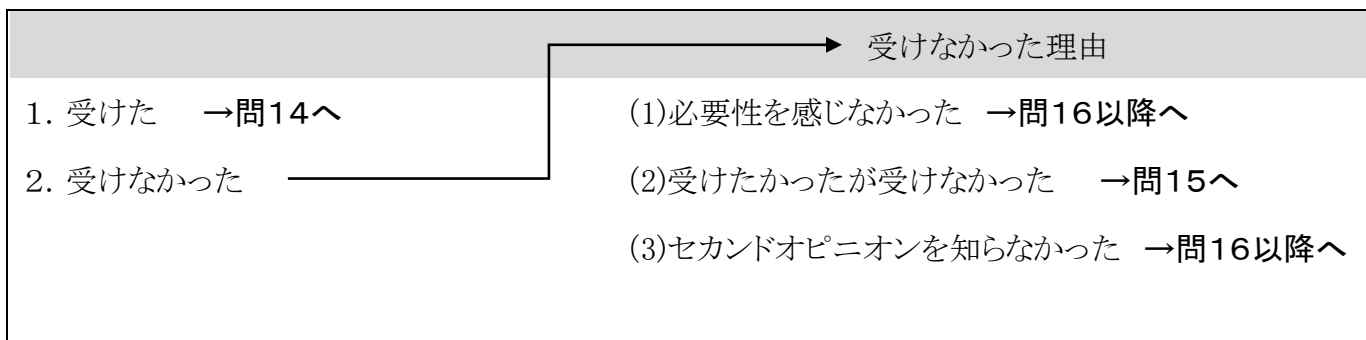 受けなかった理由
1. 受けた →問14へ
(1)必要性を感じなかった →問16以降へ
2. 受けなかった
(2)受けたかったが受けなかった →問15へ
(3)セカンドオピニオンを知らなかった →問16以降へ